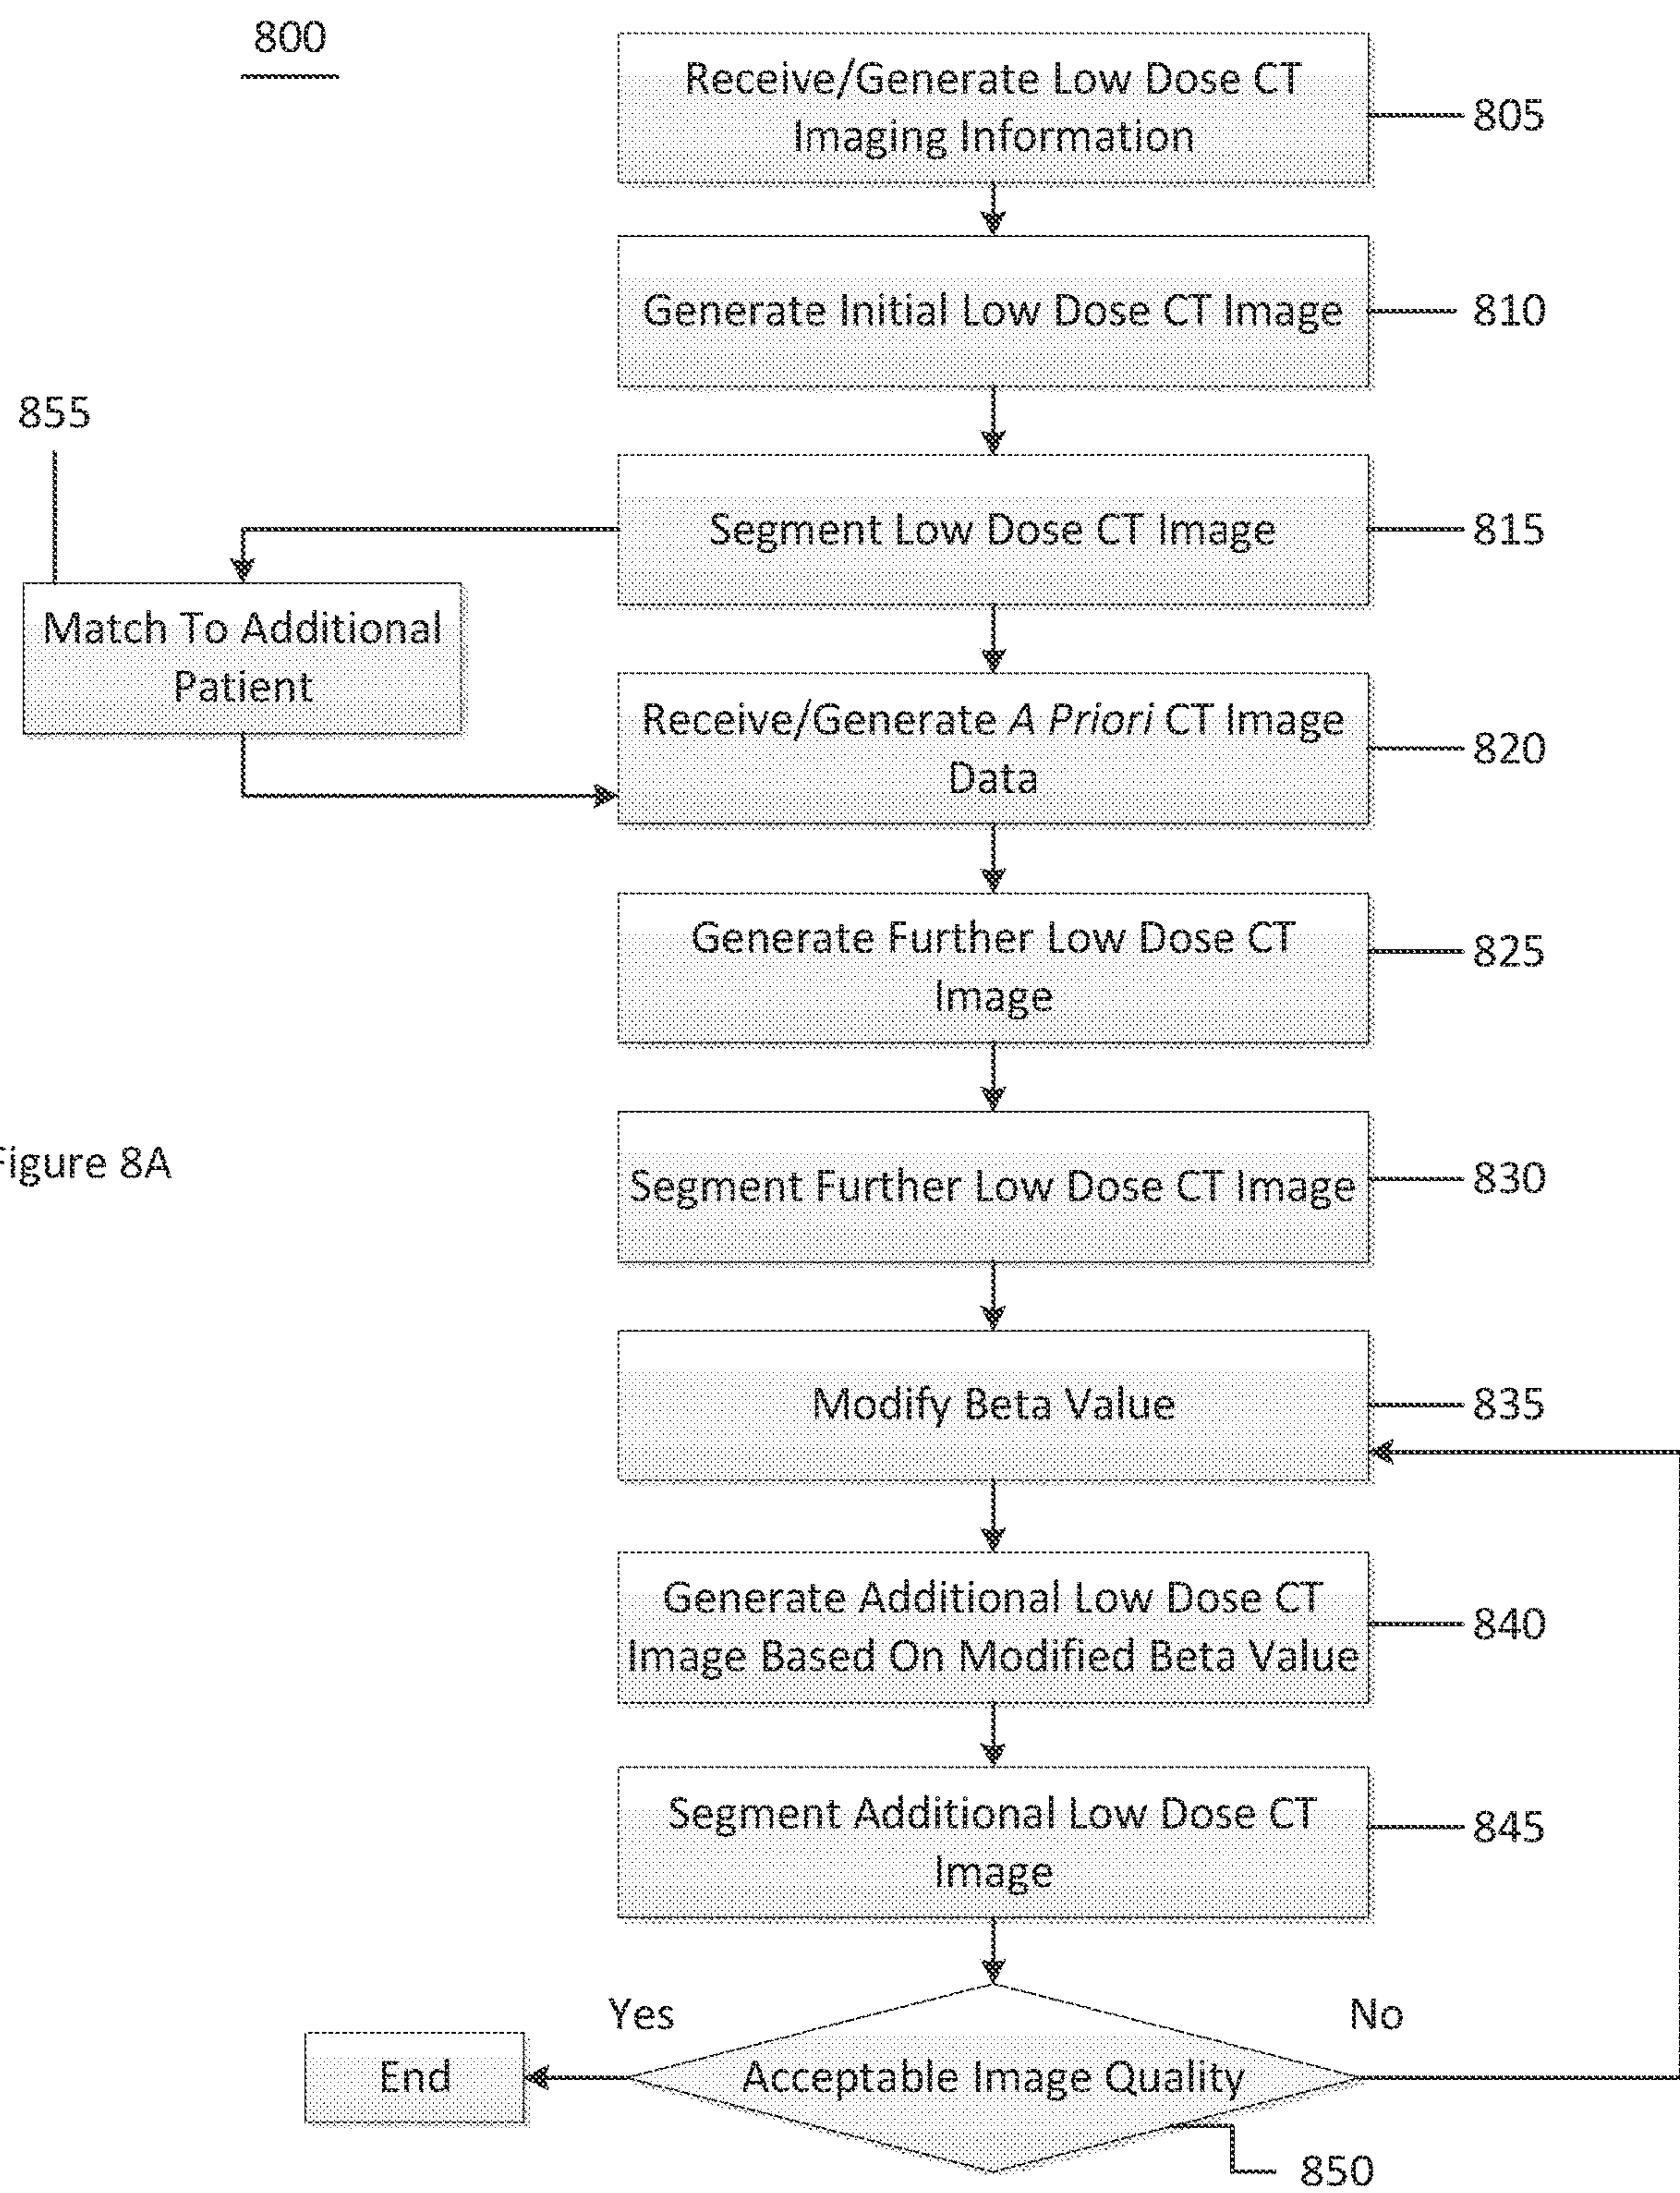 800
Receive/Generate Low Dose CT
Imaging Information
805
Generate Initial Low Dose CT Image
810
855
Segment Low Dose CT Image
815
Match To Additional
Patient
Receive/Generate A Priori CT Image
Data
820
Generate Further Low Dose CT
Image
825
Figure 8A
Segment Further Low Dose CT Image
830
Modify Beta Value
835
Generate Additional Low Dose CT
Image Based On Modified Beta Value
840
Segment Additional Low Dose CT
Image
845
Yes
No
End
Acceptable Image Quality
850